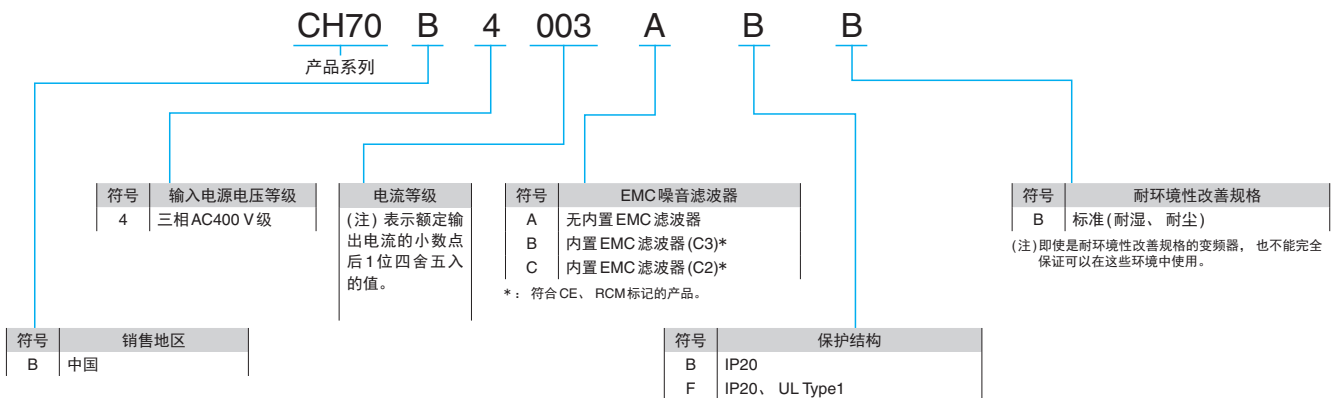 CH70 B 4 003 A B B
产品系列
符号 输入电源电压等级
4 三相AC400 V级
电流等级
(注) 表示额定输
出电流的小数点
后1位四舍五入
的值。
符号 EMC噪音滤波器
A 无内置EMC滤波器
B 内置EMC滤波器(C3)*
C 内置EMC滤波器(C2)*
*： 符合CE、 RCM标记的产品。
符号 耐环境性改善规格
B 标准(耐湿、 耐尘)
(注)即使是耐环境性改善规格的变频器， 也不能完全
保证可以在这些环境中使用。
符号 销售地区
B 中国
符号 保护结构
B IP20
F IP20、 UL Type1